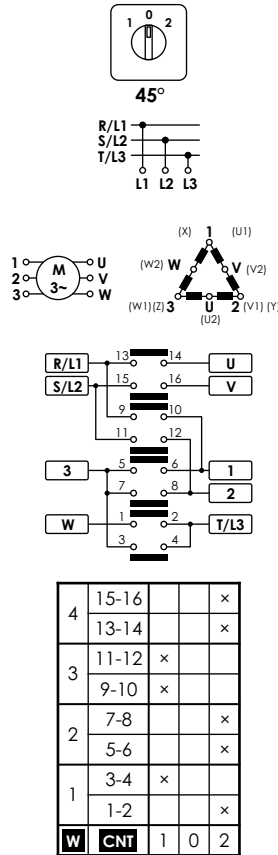 0
1 2
45°
R/L1
S/L2
T/L3
L1 L2 L3
(X) 1 (U1)
1 M U
2 3~ V
3 W
(W2) W V (V2)
(W1)(Z) 3 U 2 (V1) (Y)
(U2)
R/L1 13 14 U
S/L2 15 16 V
9 10
11 12
3 5 6 1
7 8 2
W 1 2 T/L3
3 4
4 15-16 ×
13-14 ×
3 11-12 ×
9-10 ×
2 7-8 ×
5-6 ×
1 3-4 ×
1-2 ×
W CNT 1 0 2